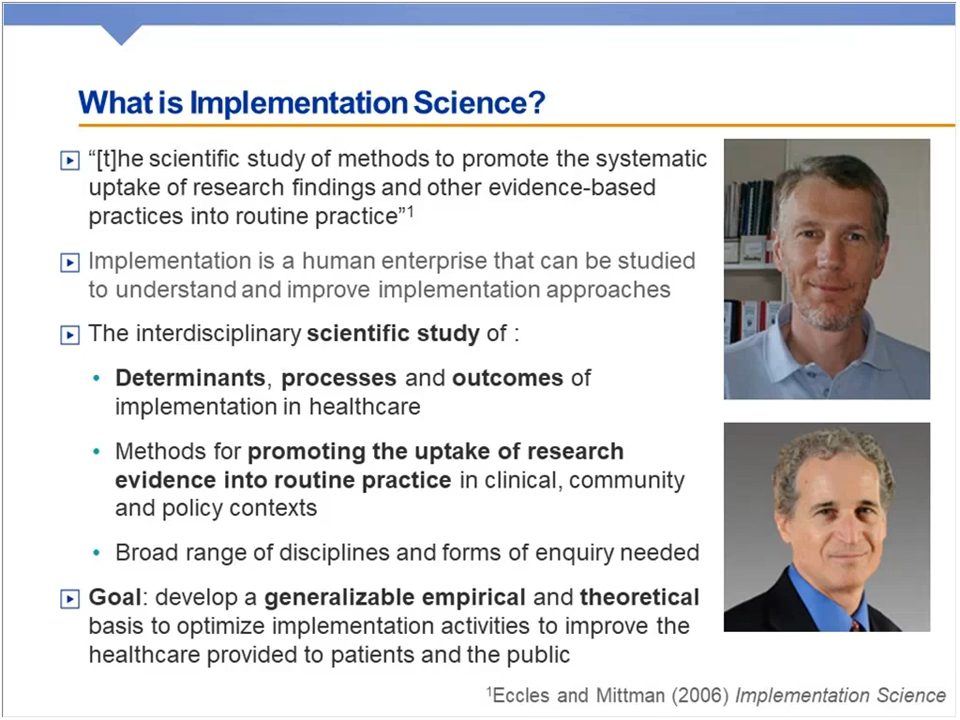 What is Implementation Science?
“[t]he scientific study of methods to promote the systematic
uptake of research findings and other evidence-based
practices into routine practice”1
Implementation is a human enterprise that can be studied
to understand and improve implementation approaches
The interdisciplinary scientific study of :
• Determinants, processes and outcomes of
implementation in healthcare
• Methods for promoting the uptake of research
evidence into routine practice in clinical, community
and policy contexts
• Broad range of disciplines and forms of enquiry needed
Goal: develop a generalizable empirical and theoretical
basis to optimize implementation activities to improve the
healthcare provided to patients and the public
1Eccles and Mittman (2006) Implementation Science